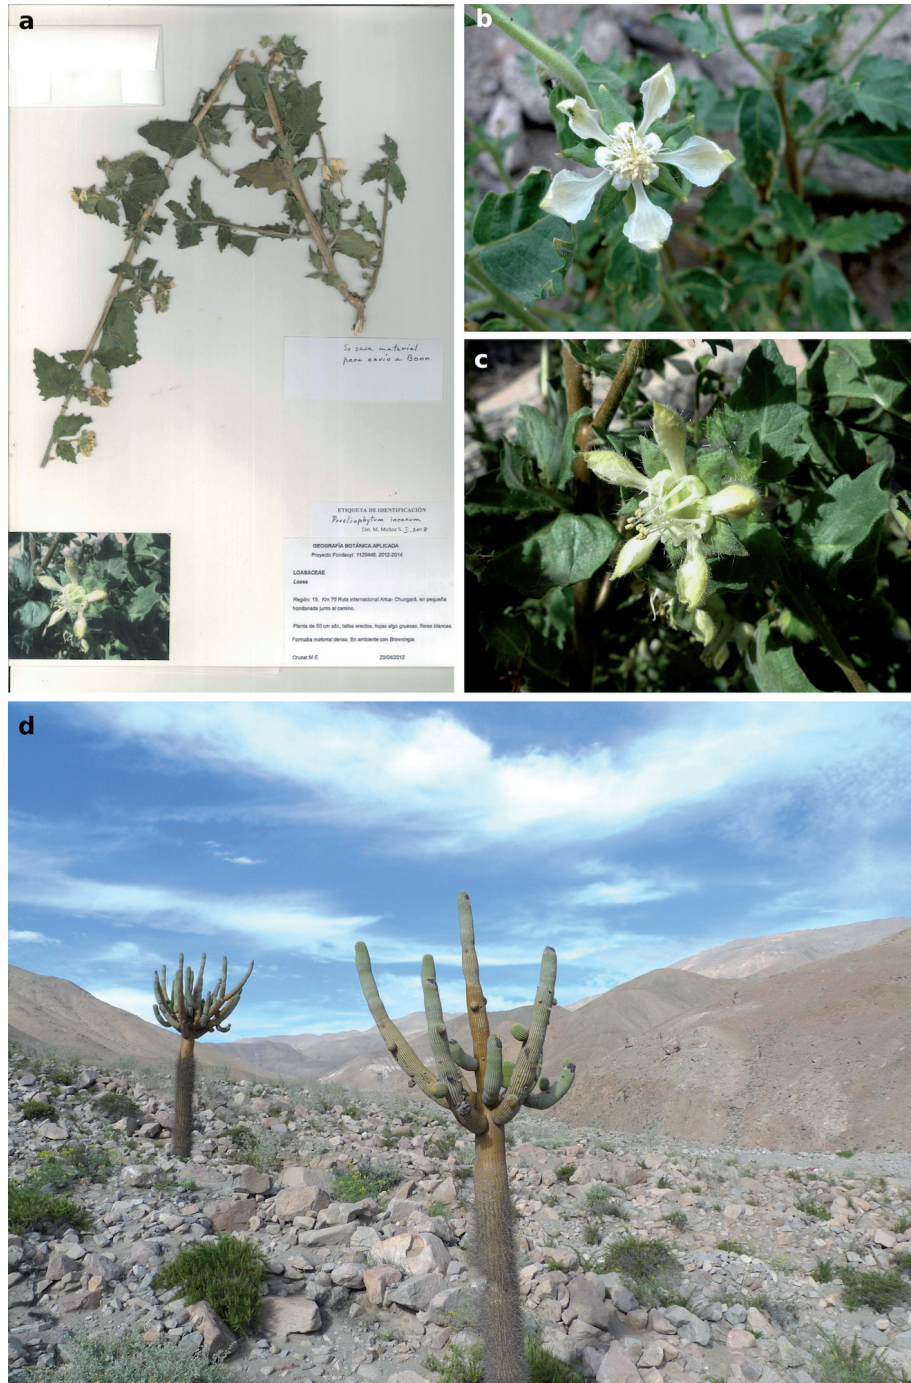 a
b
Se saca material
para envío a Bonn
ETIQUETA DE IDENTIFICACIÓN
Presliophytum incanum
Det. M. Muñoz S. I, 2018
GEOGRAFÍA BOTÁNICA APLICADA
Proyecto Fondecyt 1120448, 2012-2014
LOASACEAE
Loasa
Región: 15, Km 70 Ruta internacional Arica- Chungará, en pequeña
hondanada junto al camino.
Planta de 50 cm alto, tallos erectos, hojas algo gruesas, flores blancas.
Formaba matorral denso. En ambiente con Browningia.
Cruzat M E 23/04/2012
c
d